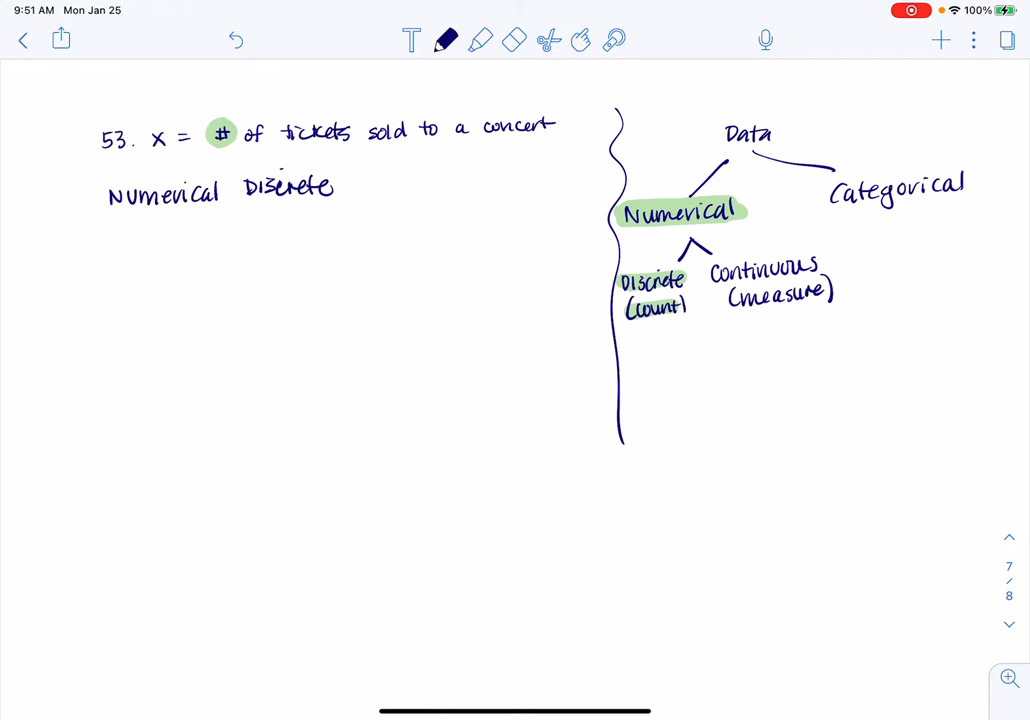 9:51 AM Mon Jan 25
100%
T
53. X = # of tickets sold to a concert
Numerical Discrete
Data
Numerical
Categorical
Discrete
(count)
Continuous
(measure)
7
/
8